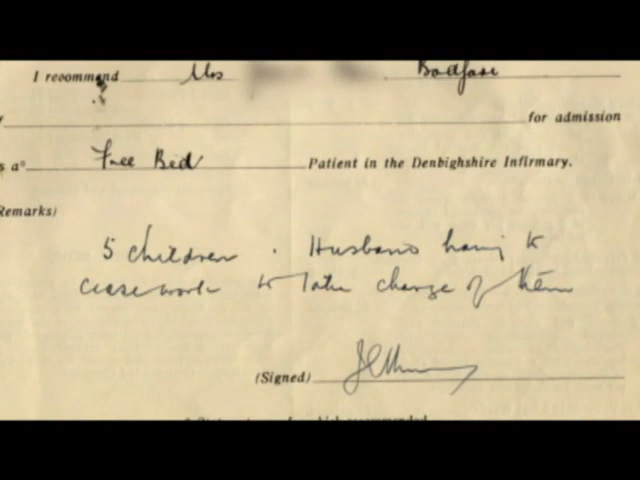 I recommend Mrs Bodfari
for admission
s a* Free Bed Patient in the Denbighshire Infirmary.
Remarks)
5 children. Husband having to
cease work to take charge of them
(Signed)